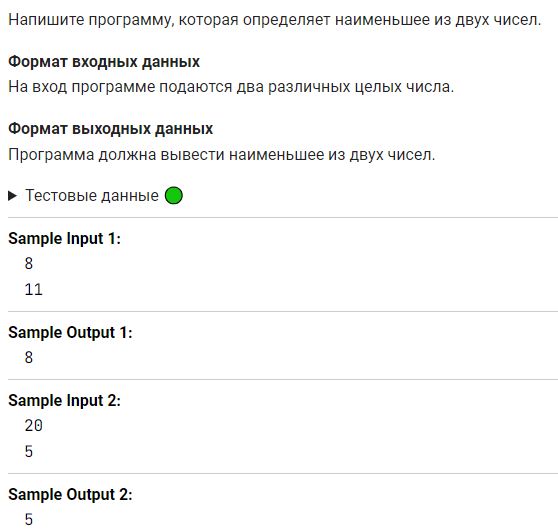 Напишите программу, которая определяет наименьшее из двух чисел.
Формат входных данных
На вход программе подаются два различных целых числа.
Формат выходных данных
Программа должна вывести наименьшее из двух чисел.
Тестовые данные
Sample Input 1:
8
11
Sample Output 1:
8
Sample Input 2:
20
5
Sample Output 2:
5